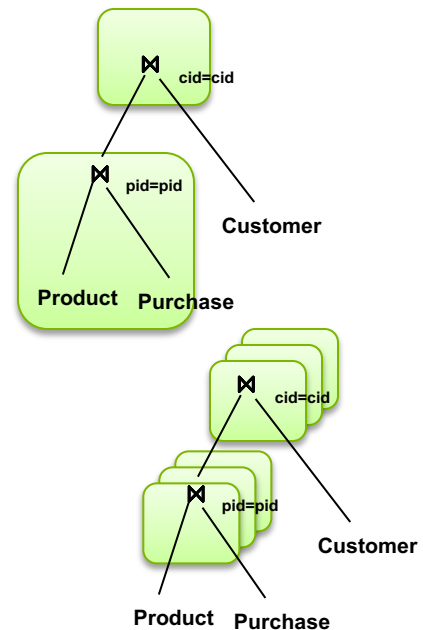 ⋈
cid=cid
⋈
pid=pid
Customer
Product
Purchase
⋈
cid=cid
⋈
pid=pid
Customer
Product
Purchase